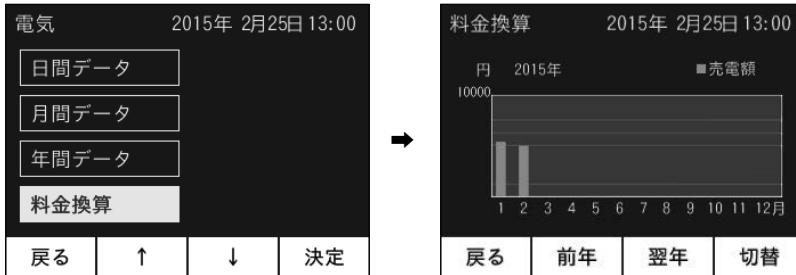 電気 2015年 2月25日 13:00
日間データ
月間データ
年間データ
料金換算
戻る ↑ ↓ 決定
➡
料金換算 2015年 2月25日 13:00
円 2015年 ■売電額
10000
1 2 3 4 5 6 7 8 9 10 11 12月
戻る 前年 翌年 切替